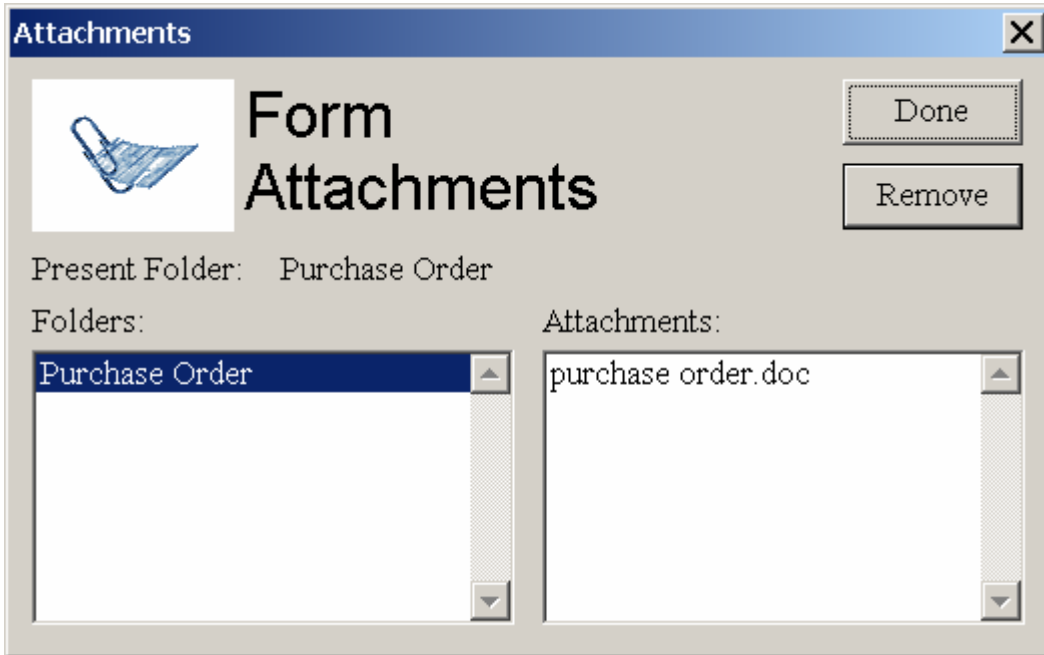 Attachments
Form
Attachments
Done
Remove
Present Folder: Purchase Order
Folders:
Attachments:
Purchase Order
purchase order.doc